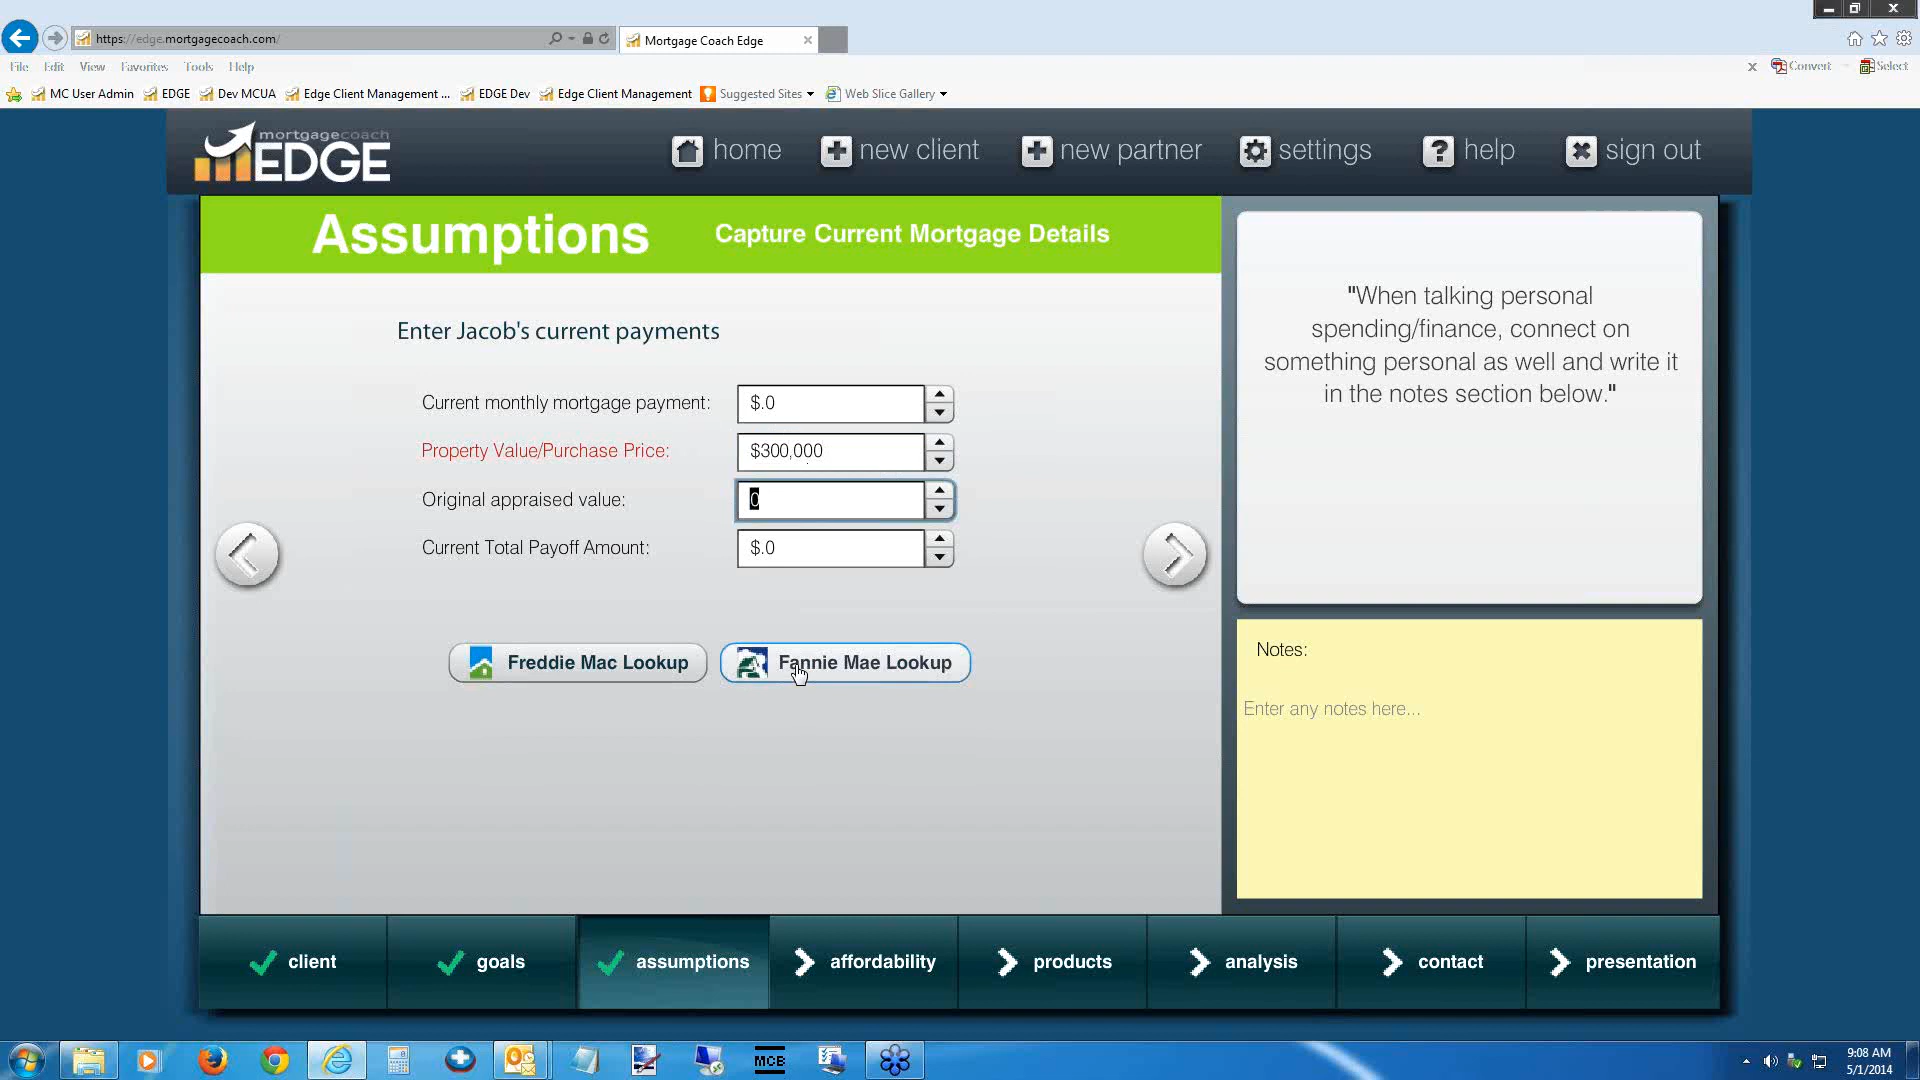 https://edge.mortgagecoach.com/
Mortgage Coach Edge
File Edit View Favorites Tools Help
Convert Select
MC User Admin EDGE Dev MCUA Edge Client Management ... EDGE Dev Edge Client Management Suggested Sites Web Slice Gallery
mortgagecoach
EDGE
home new client new partner settings help sign out
Assumptions
Capture Current Mortgage Details
Enter Jacob's current payments
Current monthly mortgage payment: $.0
Property Value/Purchase Price: $300,000
Original appraised value: 0
Current Total Payoff Amount: $.0
Freddie Mac Lookup
Fannie Mae Lookup
"When talking personal
spending/finance, connect on
something personal as well and write it
in the notes section below."
Notes:
Enter any notes here...
client goals assumptions affordability products analysis contact presentation
MCB
9:08 AM
5/1/2014